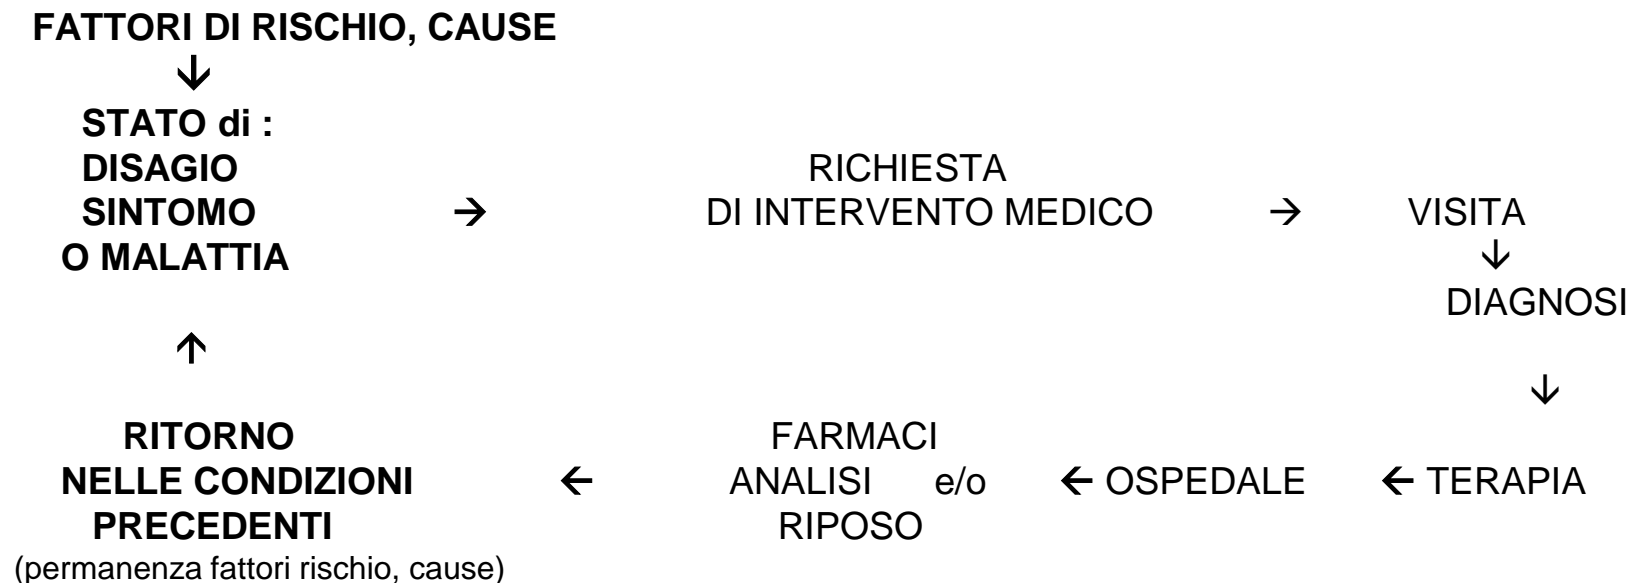 FATTORI DI RISCHIO, CAUSE
↓
STATO di :
DISAGIO RICHIESTA
SINTOMO → DI INTERVENTO MEDICO → VISITA
O MALATTIA ↓
DIAGNOSI
↑
↓
RITORNO FARMACI
NELLE CONDIZIONI ← ANALISI e/o ← OSPEDALE ← TERAPIA
PRECEDENTI RIPOSO
(permanenza fattori rischio, cause)